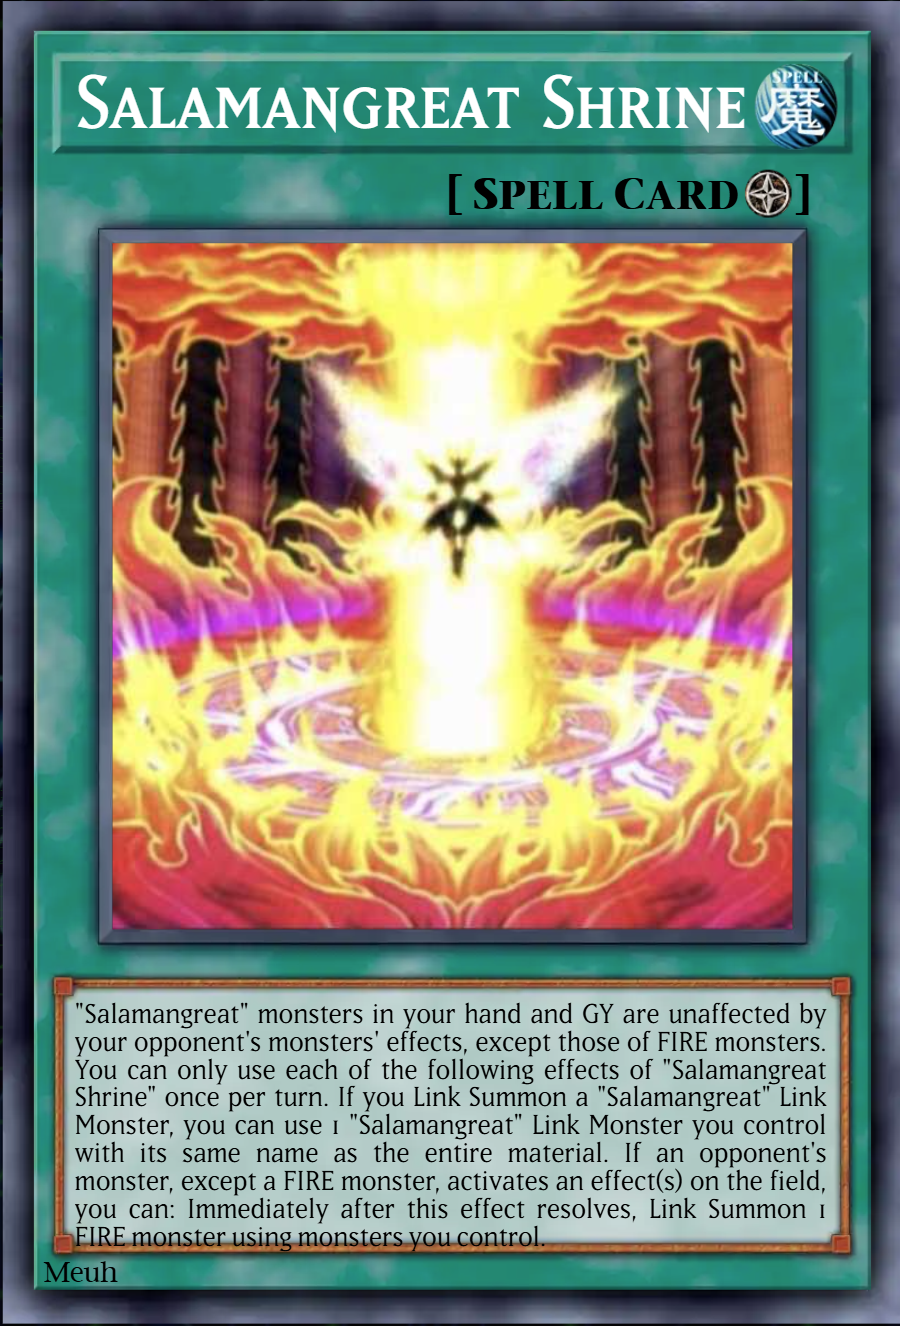 Salamangreat Shrine
SPELL
魔
[ Spell Card ]
"Salamangreat" monsters in your hand and GY are unaffected by
your opponent's monsters' effects, except those of FIRE monsters.
You can only use each of the following effects of "Salamangreat
Shrine" once per turn. If you Link Summon a "Salamangreat" Link
Monster, you can use 1 "Salamangreat" Link Monster you control
with its same name as the entire material. If an opponent's
monster, except a FIRE monster, activates an effect(s) on the field,
you can: Immediately after this effect resolves, Link Summon 1
FIRE monster using monsters you control.
Meuh